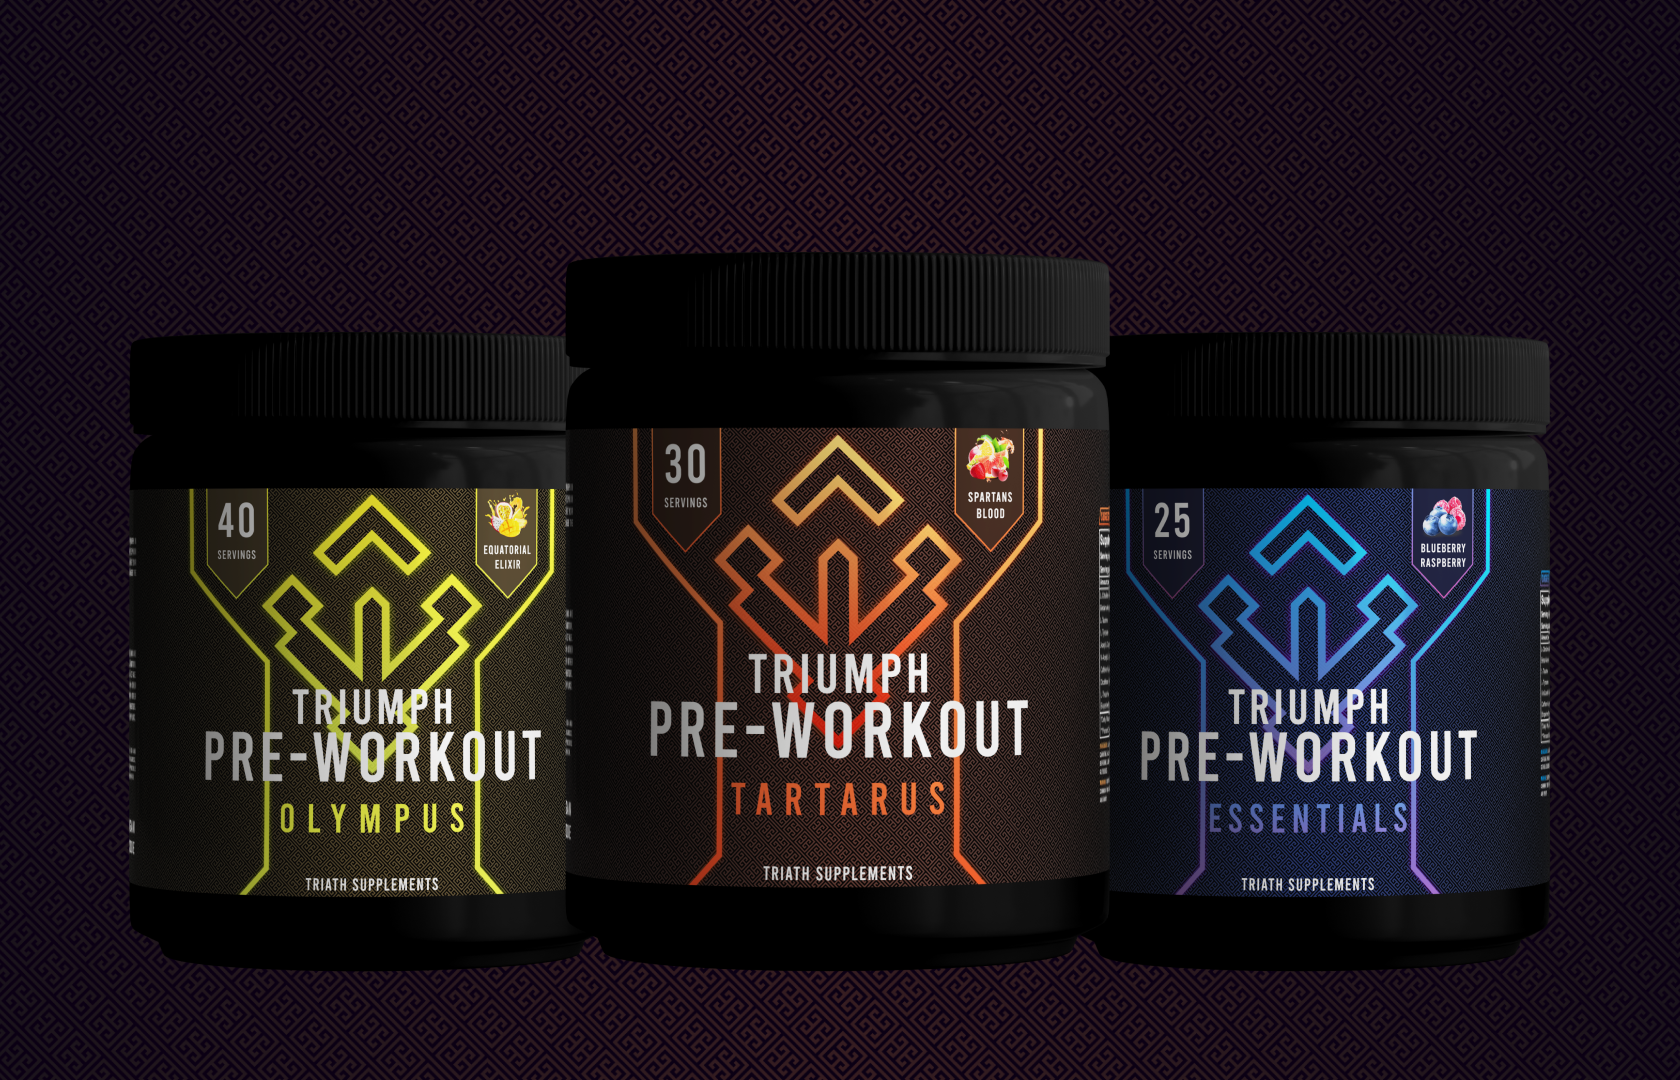 40
SERVINGS
EQUATORIAL
ELIXIR
TRIUMPH
PRE-WORKOUT
OLYMPUS
TRIATH SUPPLEMENTS
30
SERVINGS
SPARTANS
BLOOD
TRIUMPH
PRE-WORKOUT
TARTARUS
TRIATH SUPPLEMENTS
25
SERVINGS
BLUEBERRY
RASPBERRY
TRIUMPH
PRE-WORKOUT
ESSENTIALS
TRIATH SUPPLEMENTS